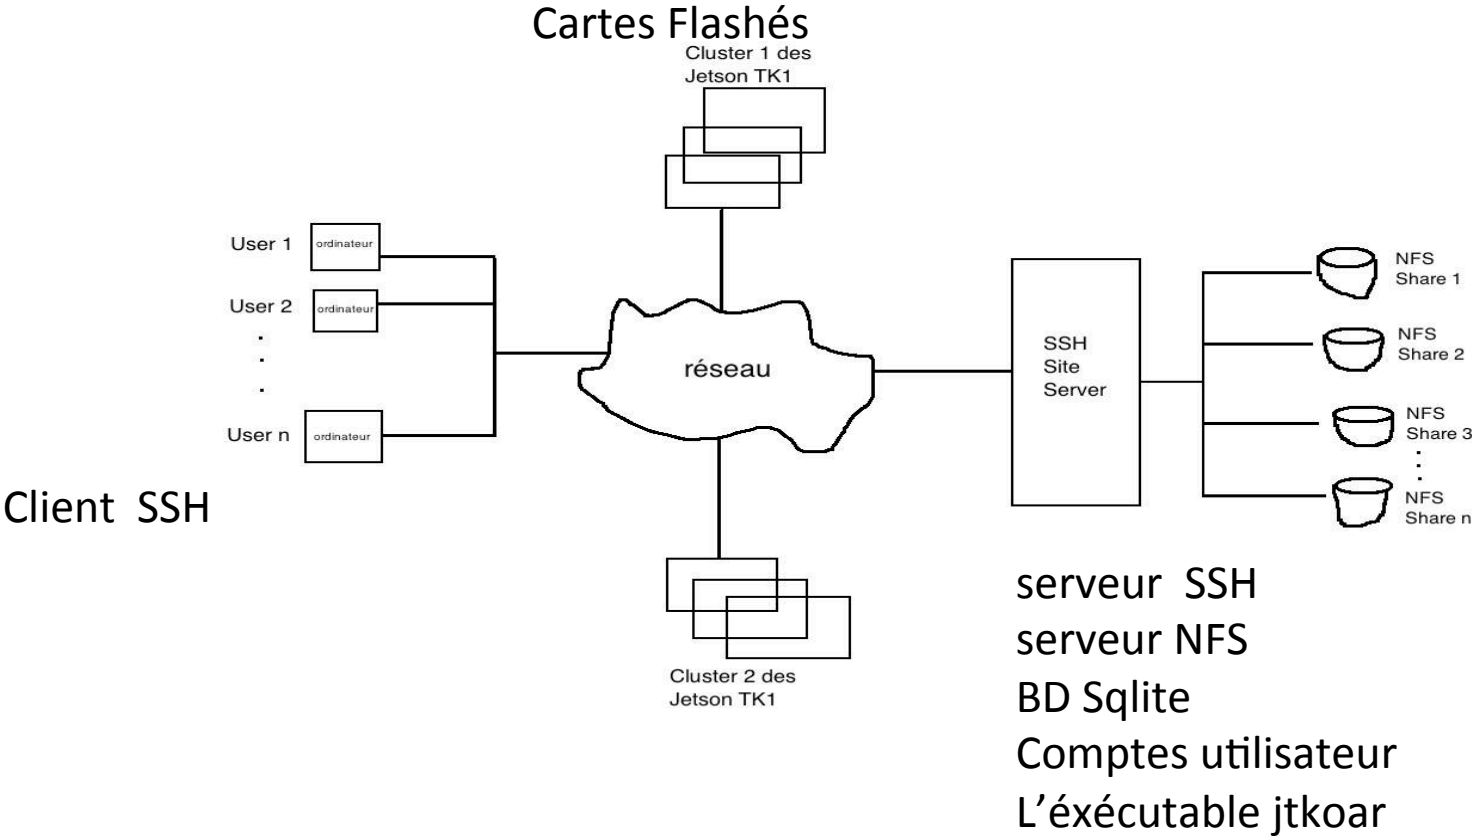 Cartes Flashés
Cluster 1 des
Jetson TK1
User 1
ordinateur
User 2
ordinateur
.
.
.
User n
ordinateur
Client SSH
réseau
SSH
Site
Server
NFS
Share 1
NFS
Share 2
NFS
Share 3
.
.
.
NFS
Share n
Cluster 2 des
Jetson TK1
serveur SSH
serveur NFS
BD Sqlite
Comptes utilisateur
L’éxécutable jtkoar